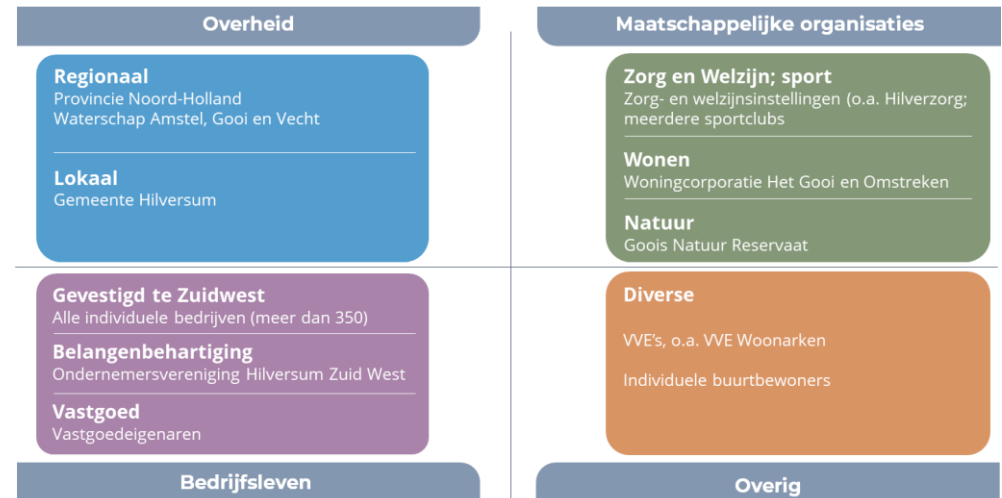 Overheid
Regionaal
Provincie Noord-Holland
Waterschap Amstel, Gooi en Vecht
Lokaal
Gemeente Hilversum
Maatschappelijke organisaties
Zorg en Welzijn; sport
Zorg- en welzijnsinstellingen (o.a. Hilverzorg;
meerdere sportclubs
Wonen
Woningcorporatie Het Gooi en Omstreken
Natuur
Goois Natuur Reservaat
Gevestigd te Zuidwest
Alle individuele bedrijven (meer dan 350)
Belangenbehartiging
Ondernemersvereniging Hilversum Zuid West
Vastgoed
Vastgoedeigenaren
Bedrijfsleven
Diverse
VVE's, o.a. VVE Woonarken
Individuele buurtbewoners
Overig